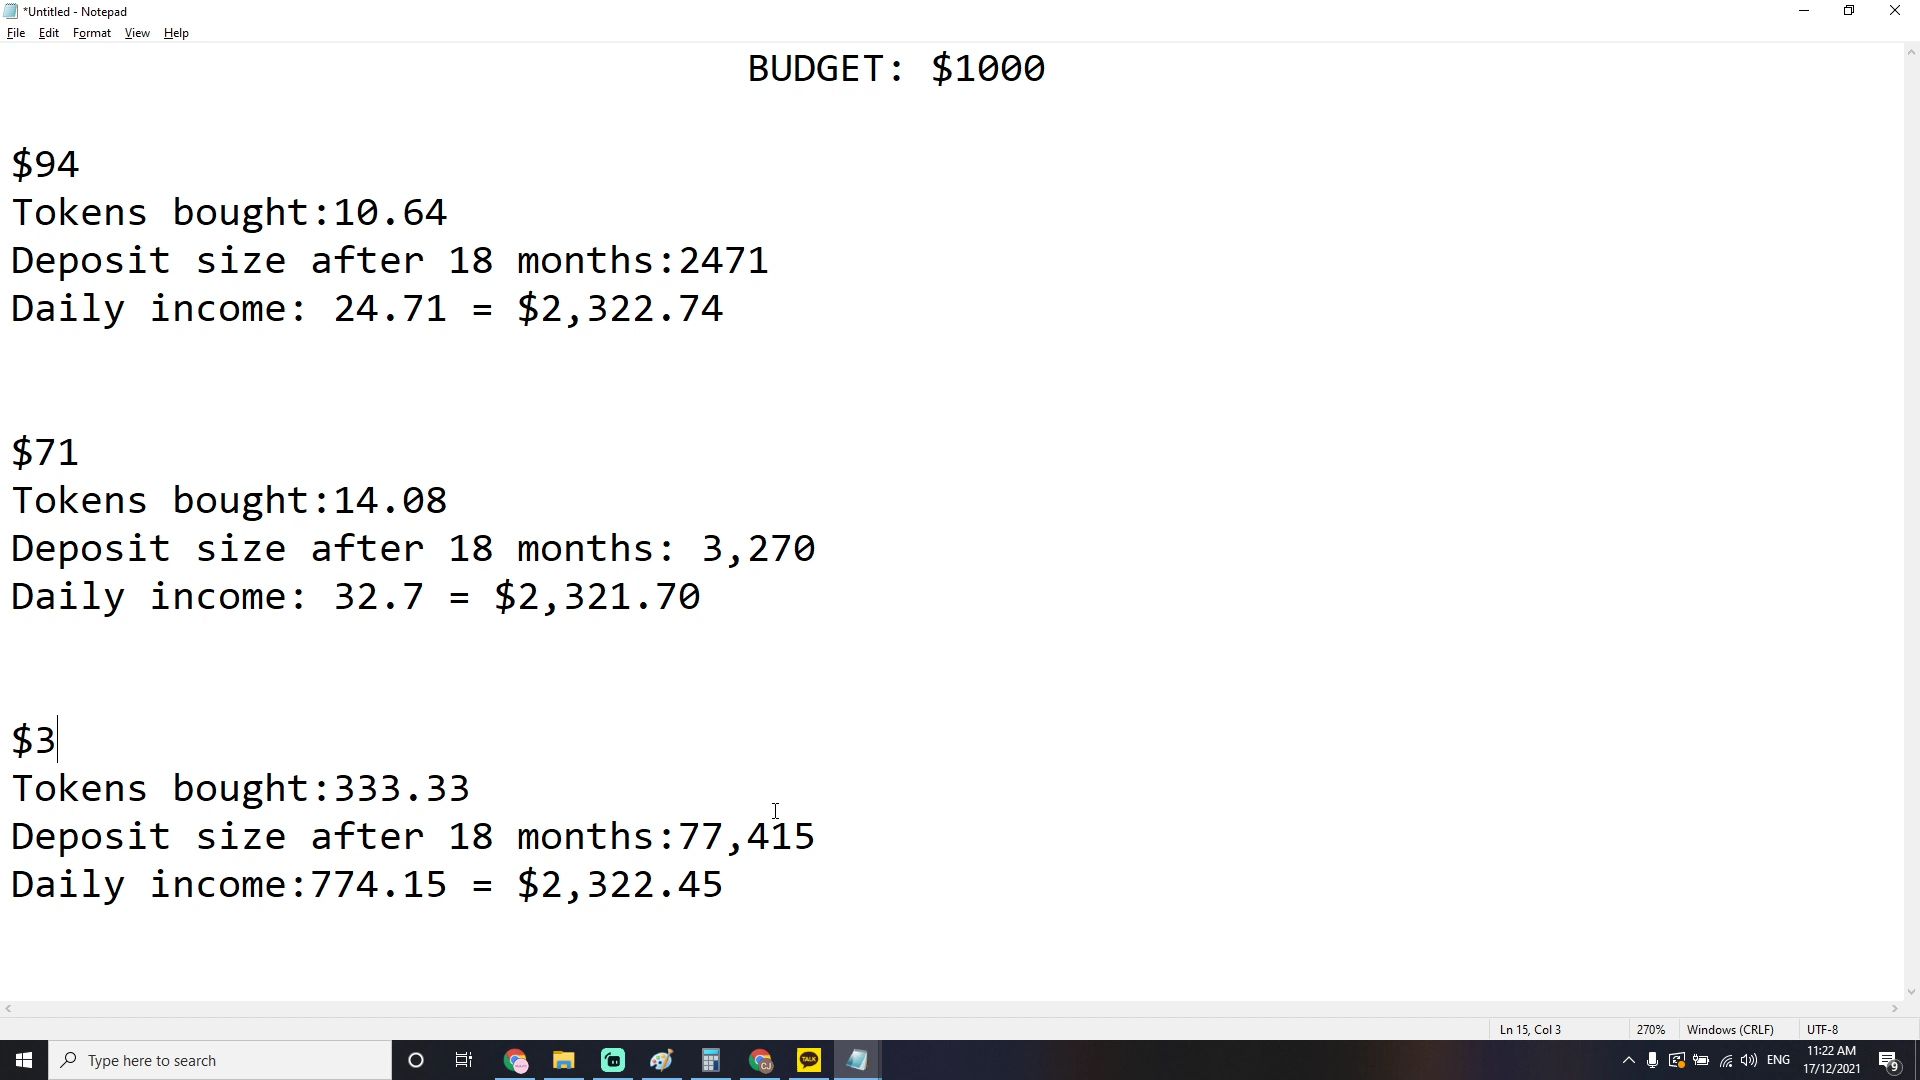 *Untitled - Notepad
File Edit Format View Help
BUDGET: $1000
$94
Tokens bought:10.64
Deposit size after 18 months:2471
Daily income: 24.71 = $2,322.74
$71
Tokens bought:14.08
Deposit size after 18 months: 3,270
Daily income: 32.7 = $2,321.70
$3
Tokens bought:333.33
Deposit size after 18 months:77,415
Daily income:774.15 = $2,322.45
Ln 15, Col 3 270% Windows (CRLF) UTF-8
Type here to search CJ TALK ENG 11:22 AM
17/12/2021 9